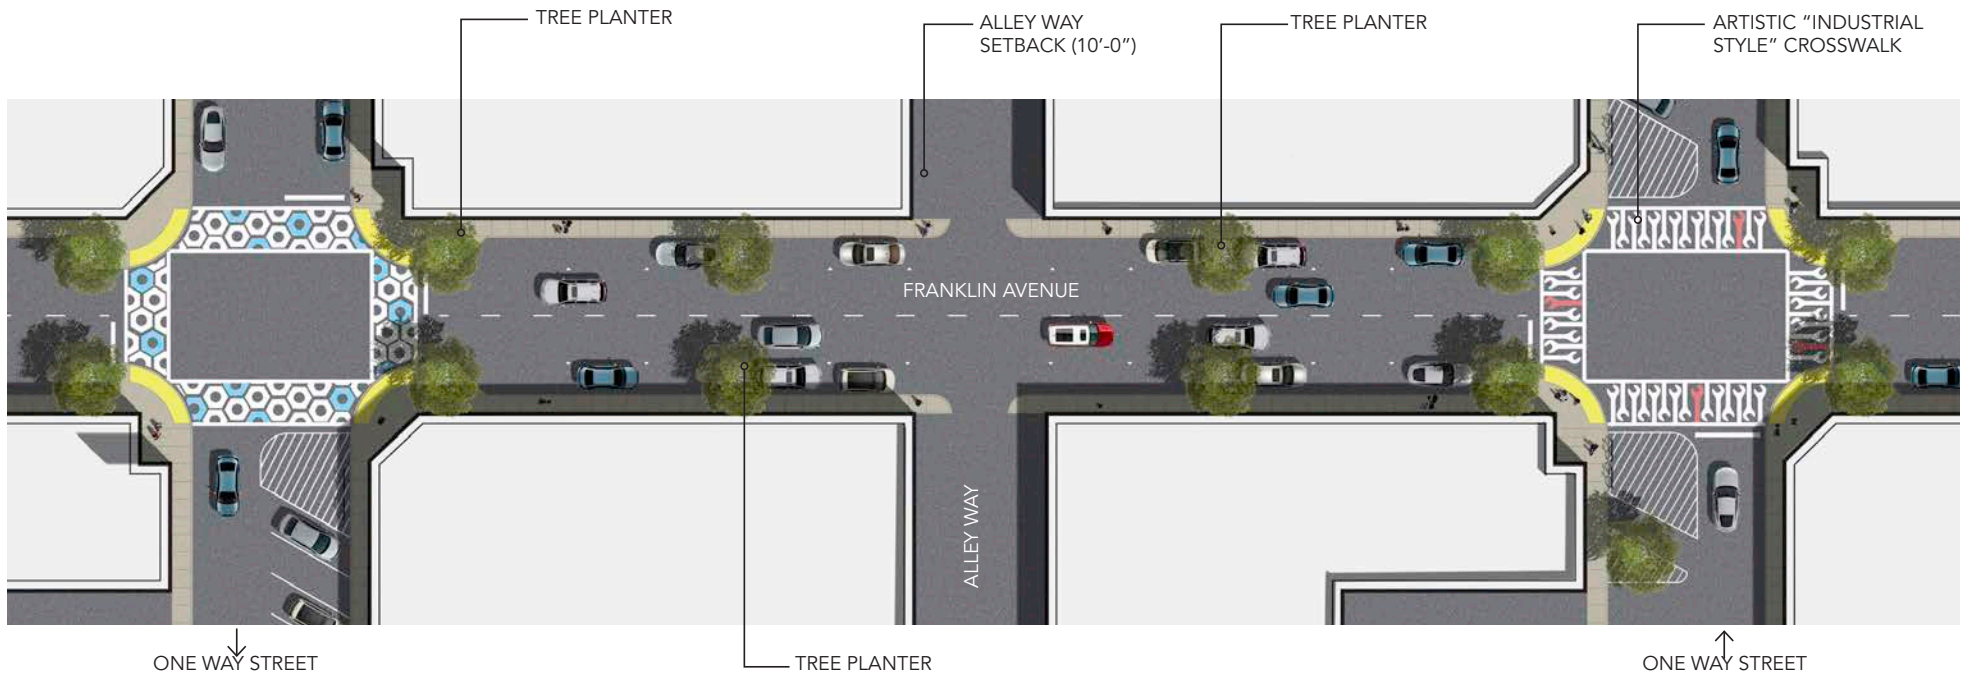 TREE PLANTER
ALLEY WAY
SETBACK (10'-0")
TREE PLANTER
ARTISTIC “INDUSTRIAL
STYLE” CROSSWALK
FRANKLIN AVENUE
ALLEY WAY
ONE WAY STREET
TREE PLANTER
ONE WAY STREET